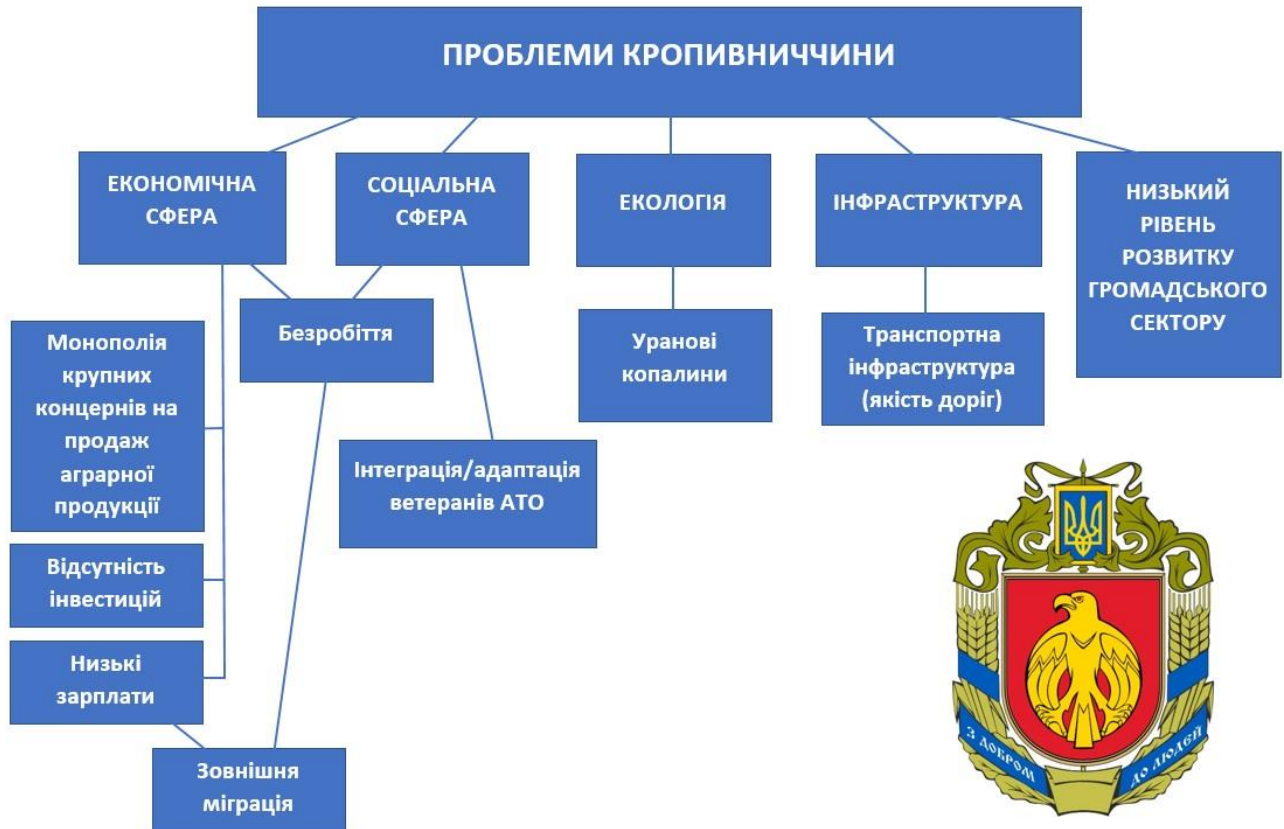 ПРОБЛЕМИ КРОПИВНИЧЧИНИ
ЕКОНОМІЧНА
СФЕРА
СОЦІАЛЬНА
СФЕРА
ЕКОЛОГІЯ
ІНФРАСТРУКТУРА
НИЗЬКИЙ
РІВЕНЬ
РОЗВИТКУ
ГРОМАДСЬКОГО
СЕКТОРУ
Монополія
крупних
концернів на
продаж
аграрної
продукції
Безробіття
Уранові
копалини
Транспортна
інфраструктура
(якість доріг)
Інтеграція/адаптація
ветеранів АТО
Відсутність
інвестицій
Низькі
зарплати
Зовнішня
міграція
З ДОБРОМ
ДО ЛЮДЕЙ